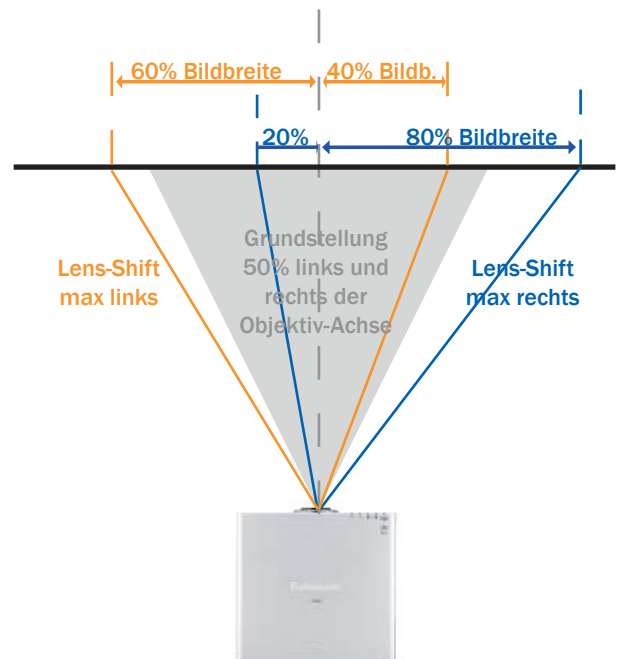 60% Bildbreite 40% Bildb.
20% 80% Bildbreite
Grundstellung
50% links und
rechts der
Objektiv-Achse
Lens-Shift
max links
Lens-Shift
max rechts